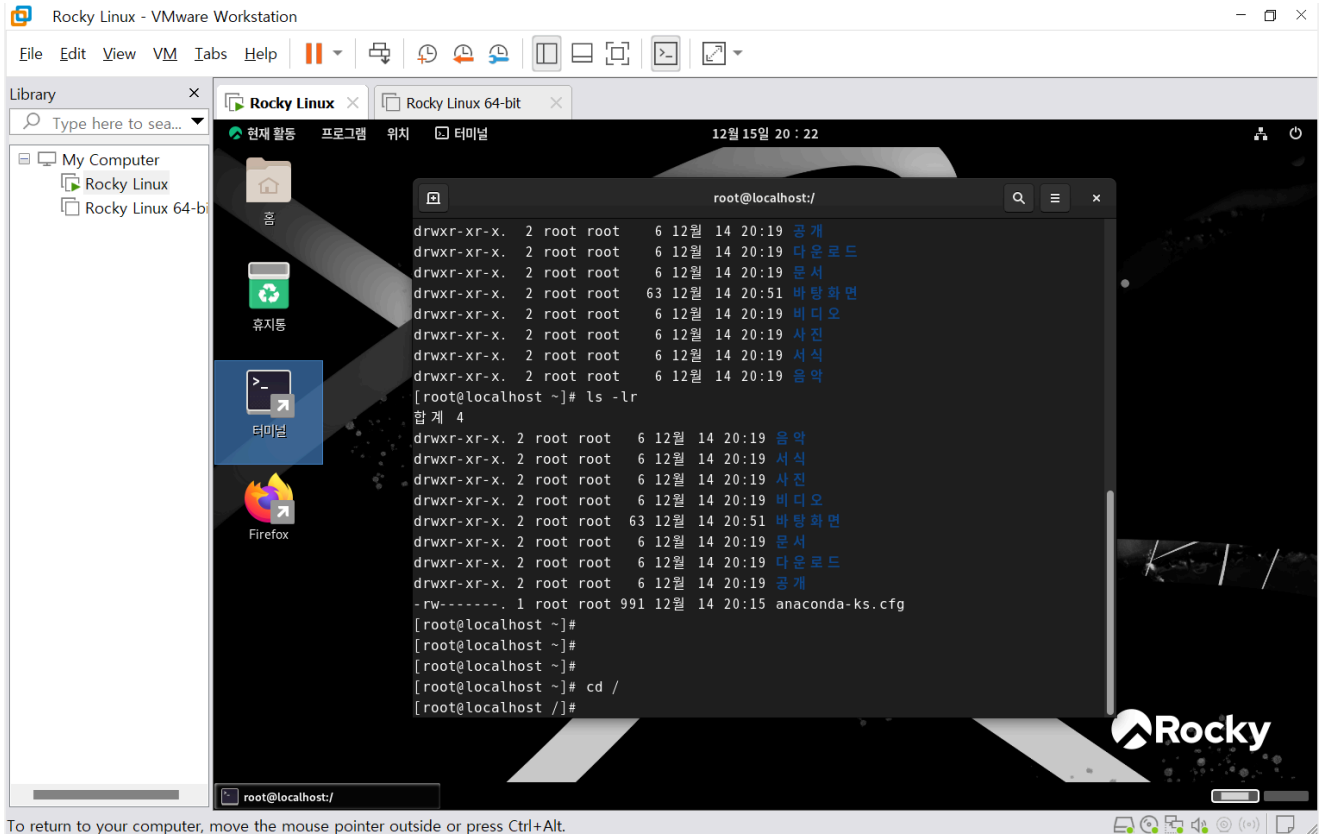 Rocky Linux - VMware Workstation
File Edit View VM Tabs Help
Library
Type here to sea...
My Computer
Rocky Linux
Rocky Linux 64-bi
Rocky Linux
Rocky Linux 64-bit
현재 활동 프로그램 위치 터미널 12월 15일 20 : 22
홈
휴지통
터미널
Firefox
root@localhost:/
drwxr-xr-x. 2 root root 6 12월 14 20:19 공개
drwxr-xr-x. 2 root root 6 12월 14 20:19 다운로드
drwxr-xr-x. 2 root root 6 12월 14 20:19 문서
drwxr-xr-x. 2 root root 63 12월 14 20:51 바탕화면
drwxr-xr-x. 2 root root 6 12월 14 20:19 비디오
drwxr-xr-x. 2 root root 6 12월 14 20:19 사진
drwxr-xr-x. 2 root root 6 12월 14 20:19 서식
drwxr-xr-x. 2 root root 6 12월 14 20:19 음악
[root@localhost ~]# ls -lr
합계 4
drwxr-xr-x. 2 root root 6 12월 14 20:19 음악
drwxr-xr-x. 2 root root 6 12월 14 20:19 서식
drwxr-xr-x. 2 root root 6 12월 14 20:19 사진
drwxr-xr-x. 2 root root 6 12월 14 20:19 비디오
drwxr-xr-x. 2 root root 63 12월 14 20:51 바탕화면
drwxr-xr-x. 2 root root 6 12월 14 20:19 문서
drwxr-xr-x. 2 root root 6 12월 14 20:19 다운로드
drwxr-xr-x. 2 root root 6 12월 14 20:19 공개
-rw-------. 1 root root 991 12월 14 20:15 anaconda-ks.cfg
[root@localhost ~]#
[root@localhost ~]#
[root@localhost ~]#
[root@localhost ~]# cd /
[root@localhost /]#
Rocky
root@localhost:/
To return to your computer, move the mouse pointer outside or press Ctrl+Alt.